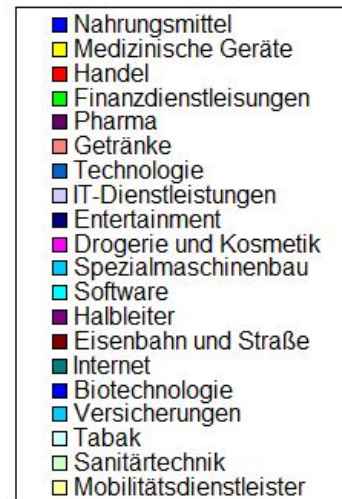 Nahrungsmittel
Medizinische Geräte
Handel
Finanzdienstleisungen
Pharma
Getränke
Technologie
IT-Dienstleistungen
Entertainment
Drogerie und Kosmetik
Spezialmaschinenbau
Software
Halbleiter
Eisenbahn und Straße
Internet
Biotechnologie
Versicherungen
Tabak
Sanitärtechnik
Mobilitätsdienstleister